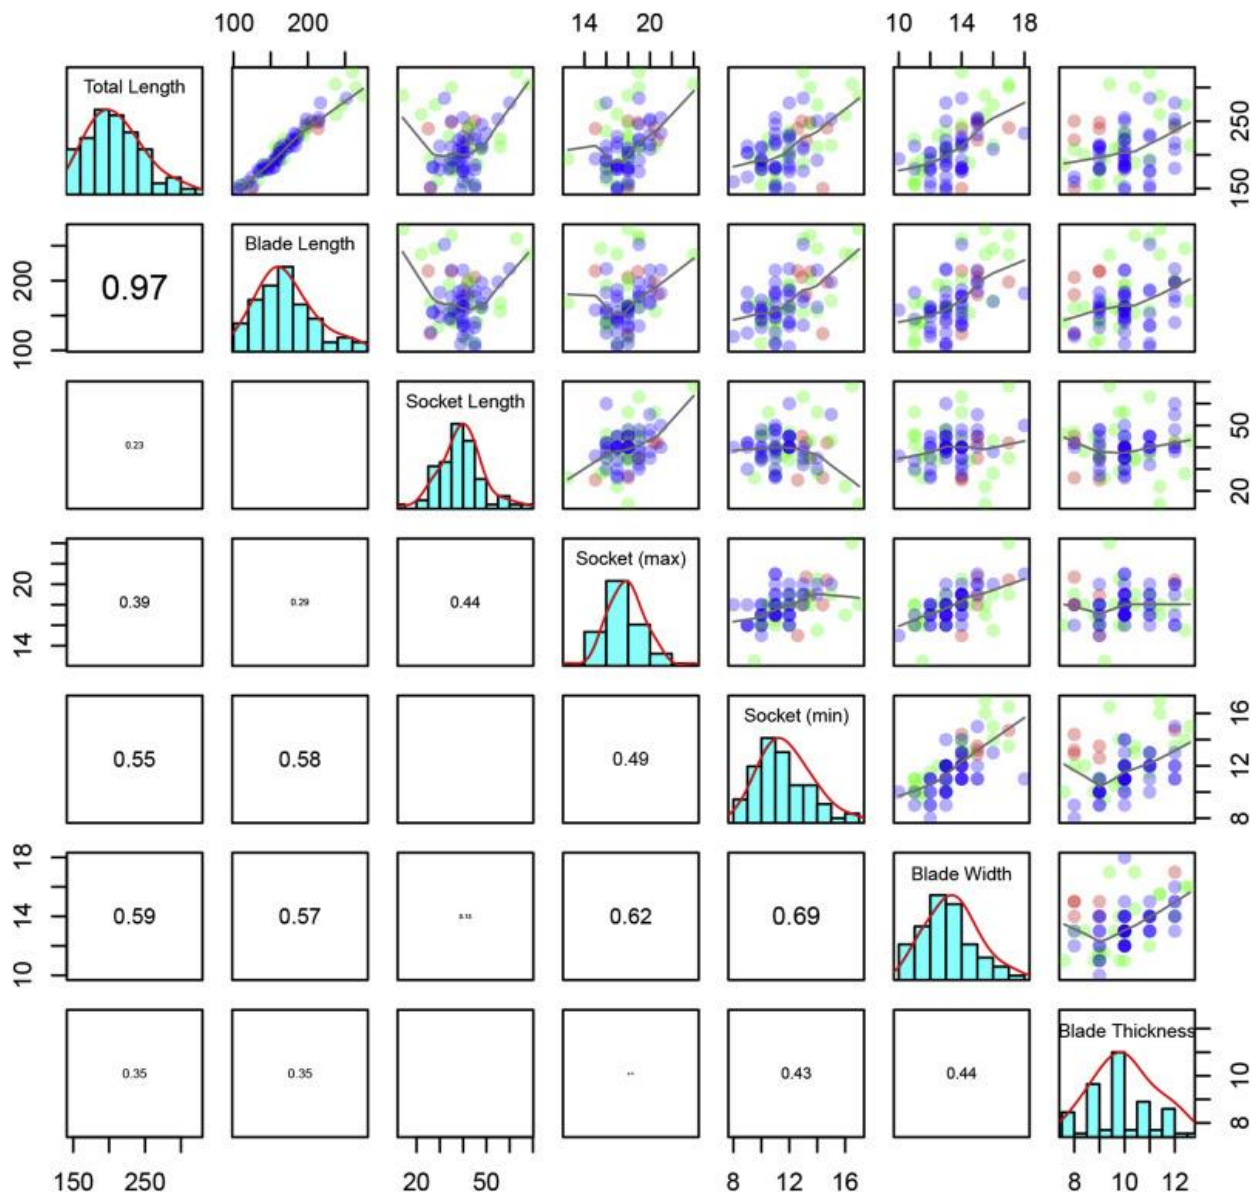 100 200 14 20 10 14 18
Total Length
150 250
100 200
0.97
Blade Length
0.23
Socket Length
20 50
14 20
0.39 0.29 0.44
Socket (max)
0.55 0.58 0.49
Socket (min)
8 12 16
10 14 18
0.59 0.57 0.13 0.62 0.69
Blade Width
0.35 0.35 0.43 0.44
Blade Thickness
8 10
150 250 20 50 8 12 16 8 10 12